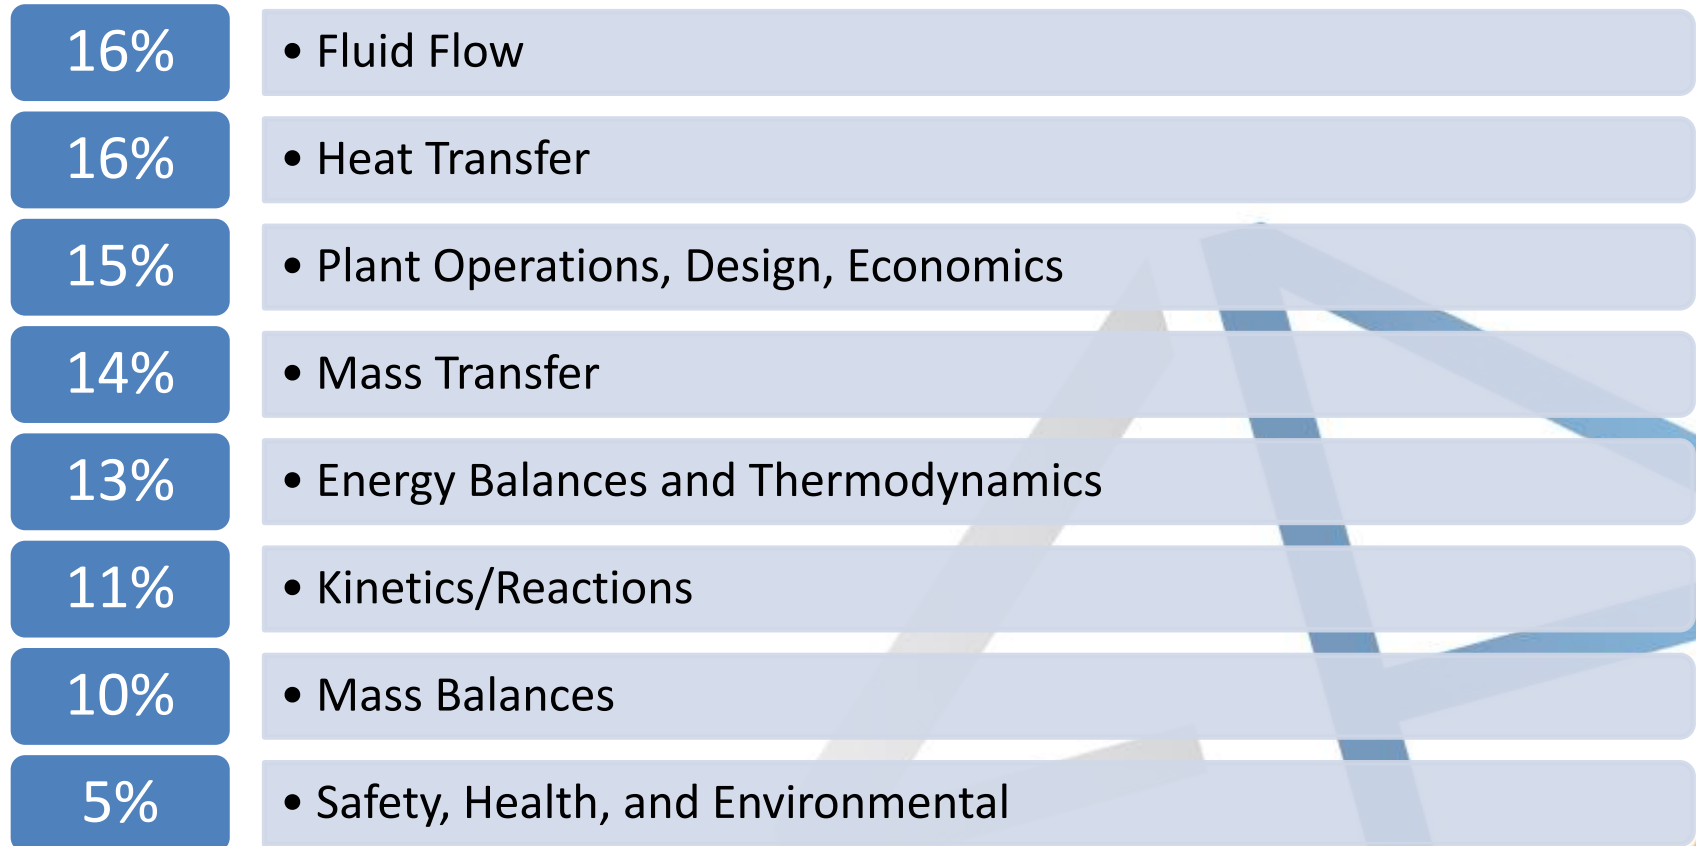 16% • Fluid Flow
16% • Heat Transfer
15% • Plant Operations, Design, Economics
14% • Mass Transfer
13% • Energy Balances and Thermodynamics
11% • Kinetics/Reactions
10% • Mass Balances
5% • Safety, Health, and Environmental